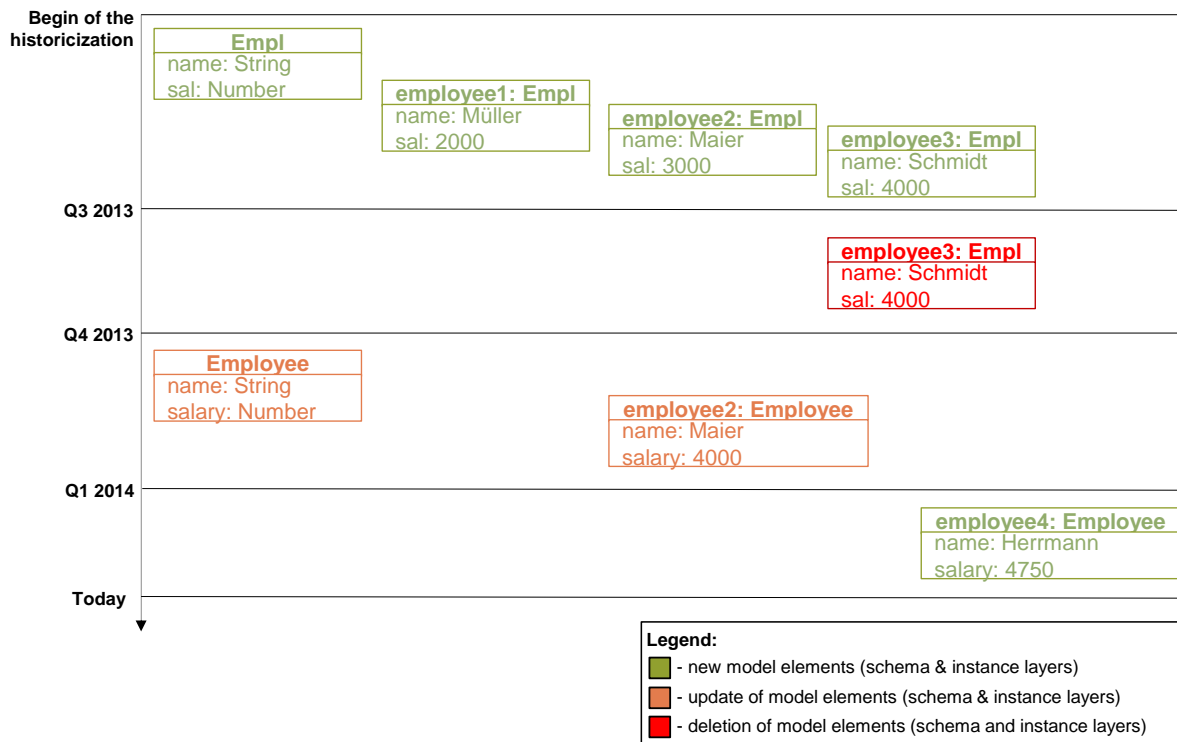 Begin of the
historicization
Empl
name: String
sal: Number
employee1: Empl
name: Müller
sal: 2000
employee2: Empl
name: Maier
sal: 3000
employee3: Empl
name: Schmidt
sal: 4000
Q3 2013
employee3: Empl
name: Schmidt
sal: 4000
Q4 2013
Employee
name: String
salary: Number
employee2: Employee
name: Maier
salary: 4000
Q1 2014
employee4: Employee
name: Herrmann
salary: 4750
Today
Legend:
- new model elements (schema & instance layers)
- update of model elements (schema & instance layers)
- deletion of model elements (schema and instance layers)